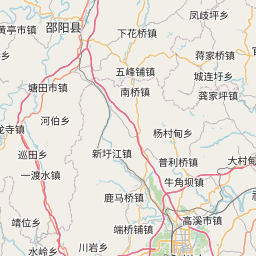 凤歧坪乡
黄亭市镇
邵阳县
下花桥镇
蒋家桥镇
五峰铺镇
城连圩乡
塘田市镇
南桥镇
龚家坪镇
河伯乡
杨村甸乡
龙寺镇
巡田乡
新圩江镇
普利桥镇
大村甸
一渡水镇
牛角坝镇
鹿马桥镇
高溪市镇
靖位乡
端桥铺镇
水岭乡
川岩乡